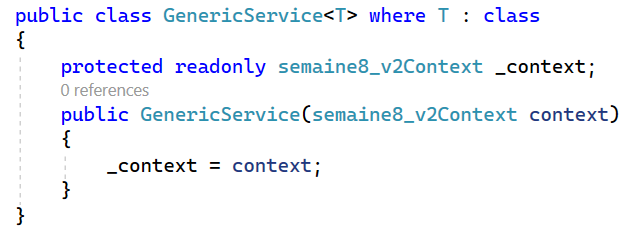 public class GenericService<T> where T : class
{
protected readonly semaine8_v2Context _context;
0 references
public GenericService(semaine8_v2Context context)
{
_context = context;
}
}